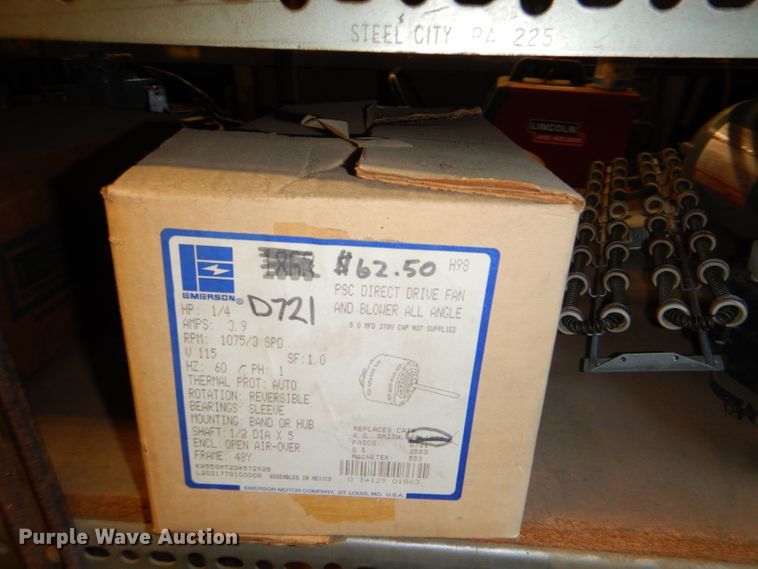 STEEL CITY PA 225
LINCOLN
EMERSON®
$62.50 H98
D721
PSC DIRECT DRIVE FAN
AND BLOWER ALL ANGLE
5.0 MFD 370V CAP NOT SUPPLIED
HP: 1/4
AMPS: 3.9
RPM: 1075/3 SPD.
V 115 SF:1.0
HZ: 60 PH: 1
THERMAL PROT: AUTO
ROTATION: REVERSIBLE
BEARINGS: SLEEVE
MOUNTING: BAND OR HUB
SHAFT: 1/2 DIA X 5
ENCL: OPEN AIR-OVER
FRAME: 48Y
REPLACES CAT#
A.O. SMITH
FASCO D721
G E 3583
MAGNETEK 553
ASSEMBLED IN MEXICO
EMERSON MOTOR COMPANY, ST. LOUIS, MO. U.S.A.
Purple Wave Auction